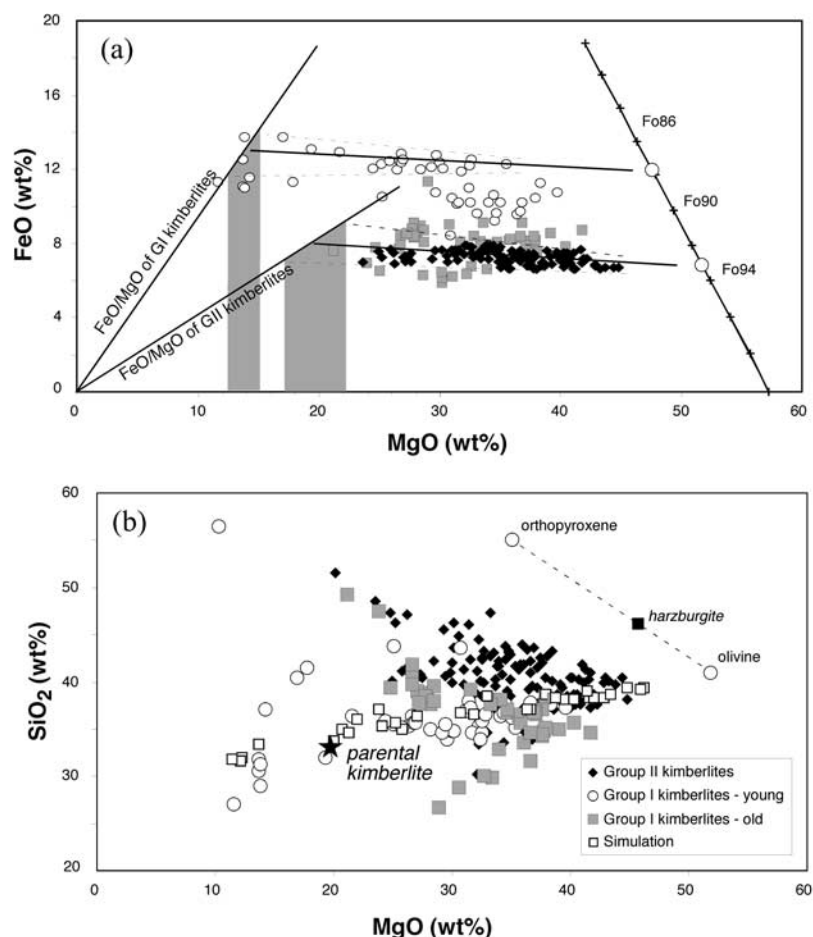 (a)
20
16
12
8
4
0
FeO (wt%)
FeO/MgO of GI kimberlites
FeO/MgO of GII kimberlites
Fo86
Fo90
Fo94
0 10 20 30 40 50 60
MgO (wt%)
(b)
60
50
40
30
20
SiO2 (wt%)
orthopyroxene
harzburgite
olivine
parental
kimberlite
Group II kimberlites
Group I kimberlites - young
Group I kimberlites - old
Simulation
0 10 20 30 40 50 60
MgO (wt%)